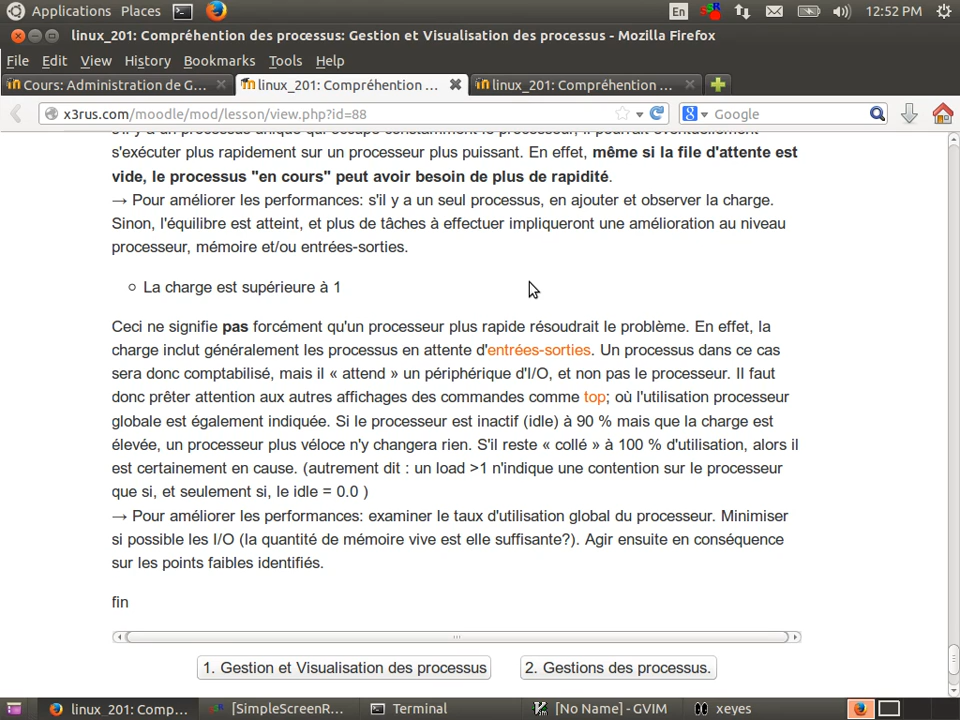 Applications Places En 12:52 PM
linux_201: Compréhention des processus: Gestion et Visualisation des processus - Mozilla Firefox
File Edit View History Bookmarks Tools Help
Cours: Administration de G... linux_201: Compréhention ... linux_201: Compréhention ...
x3rus.com/moodle/mod/lesson/view.php?id=88 Google
s'il y a un processus unique qui occupe constamment le processeur, il pourrait éventuellement
s'exécuter plus rapidement sur un processeur plus puissant. En effet, même si la file d'attente est
vide, le processus "en cours" peut avoir besoin de plus de rapidité.
→ Pour améliorer les performances: s'il y a un seul processus, en ajouter et observer la charge.
Sinon, l'équilibre est atteint, et plus de tâches à effectuer impliqueront une amélioration au niveau
processeur, mémoire et/ou entrées-sorties.
La charge est supérieure à 1
Ceci ne signifie pas forcément qu'un processeur plus rapide résoudrait le problème. En effet, la
charge inclut généralement les processus en attente d'entrées-sorties. Un processus dans ce cas
sera donc comptabilisé, mais il « attend » un périphérique d'I/O, et non pas le processeur. Il faut
donc prêter attention aux autres affichages des commandes comme top; où l'utilisation processeur
globale est également indiquée. Si le processeur est inactif (idle) à 90 % mais que la charge est
élevée, un processeur plus véloce n'y changera rien. S'il reste « collé » à 100 % d'utilisation, alors il
est certainement en cause. (autrement dit : un load >1 n'indique une contention sur le processeur
que si, et seulement si, le idle = 0.0 )
→ Pour améliorer les performances: examiner le taux d'utilisation global du processeur. Minimiser
si possible les I/O (la quantité de mémoire vive est elle suffisante?). Agir ensuite en conséquence
sur les points faibles identifiés.
fin
1. Gestion et Visualisation des processus 2. Gestions des processus.
linux_201: Comp... [SimpleScreenR... Terminal [No Name] - GVIM xeyes